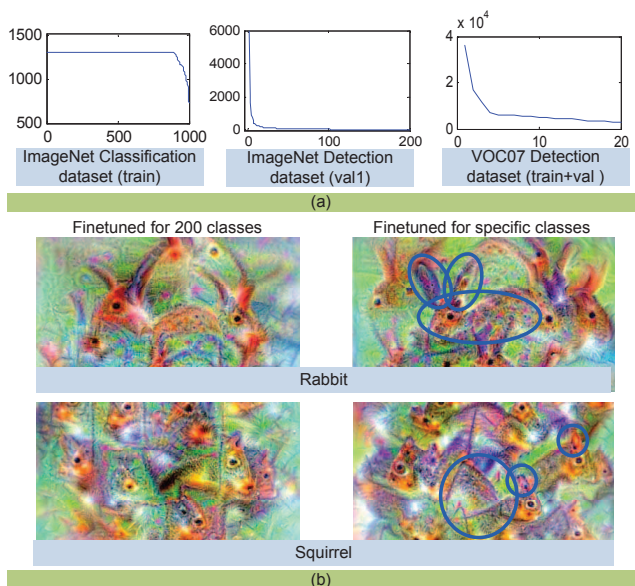 1500
1000
500
0 500 1000
ImageNet Classification
dataset (train)
6000
4000
2000
0
0 100 200
ImageNet Detection
dataset (val1)
x 10^4
4
2
0
0 10 20
VOC07 Detection
dataset (train+val )
(a)
Finetuned for 200 classes Finetuned for specific classes
Rabbit
Squirrel
(b)